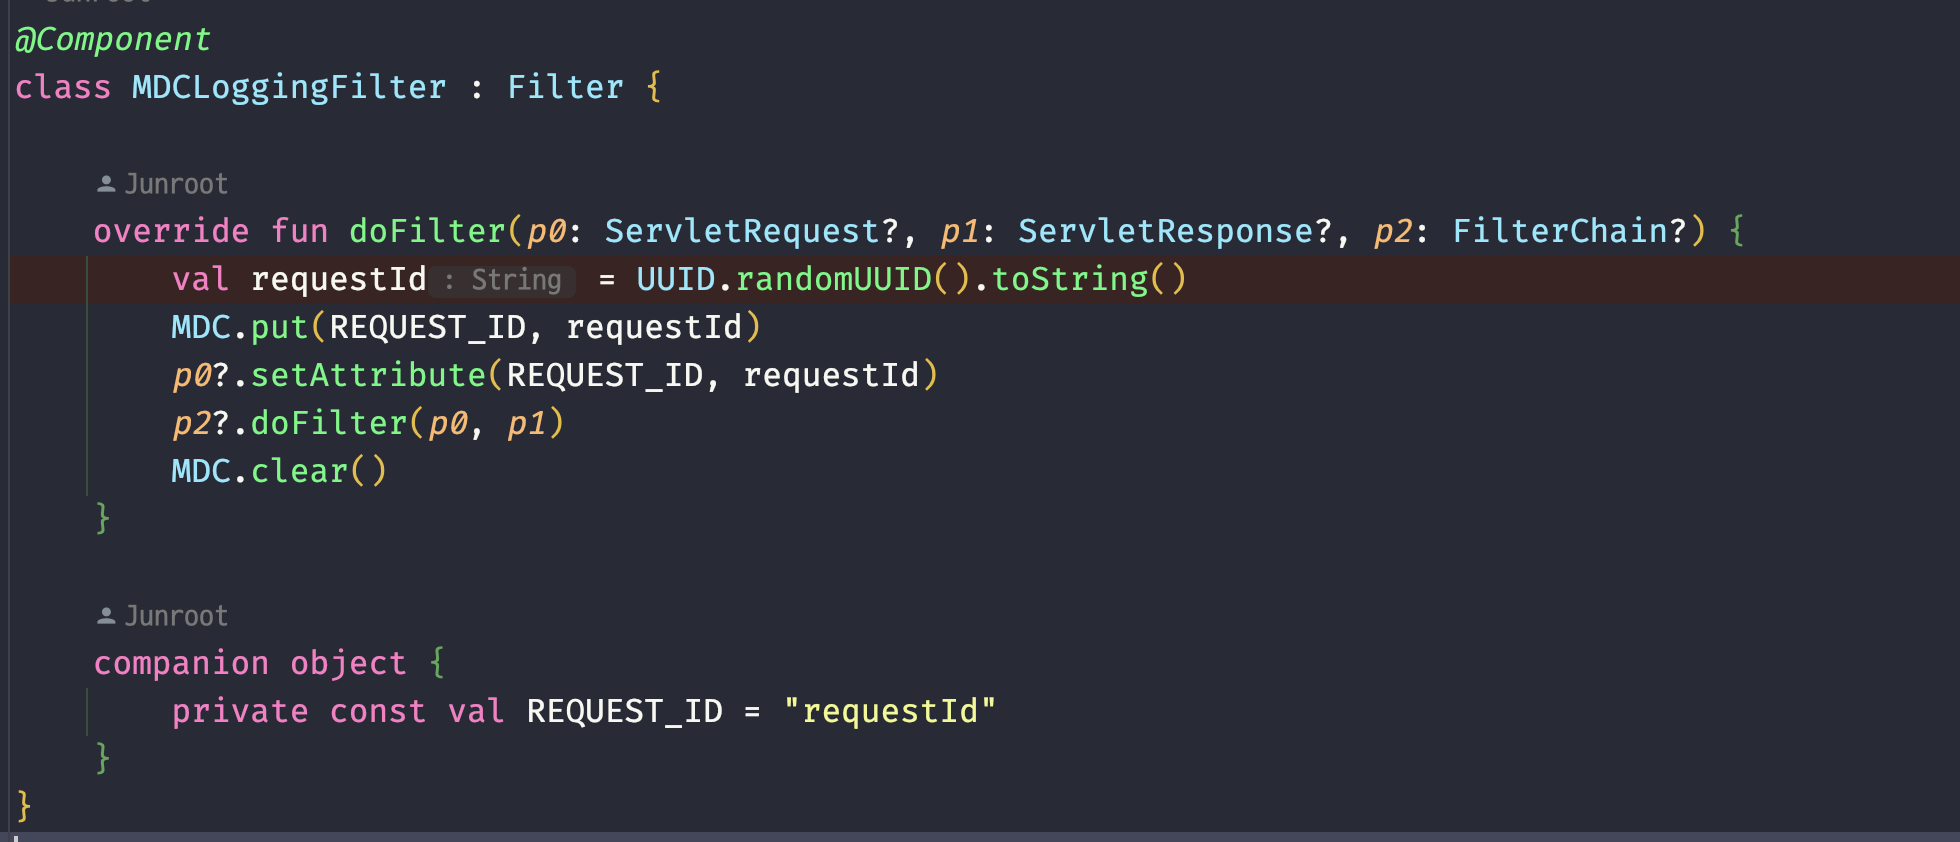 @Component
class MDCLoggingFilter : Filter {
Junroot
override fun doFilter(p0: ServletRequest?, p1: ServletResponse?, p2: FilterChain?) {
val requestId : String = UUID.randomUUID().toString()
MDC.put(REQUEST_ID, requestId)
p0?.setAttribute(REQUEST_ID, requestId)
p2?.doFilter(p0, p1)
MDC.clear()
}
Junroot
companion object {
private const val REQUEST_ID = "requestId"
}
}